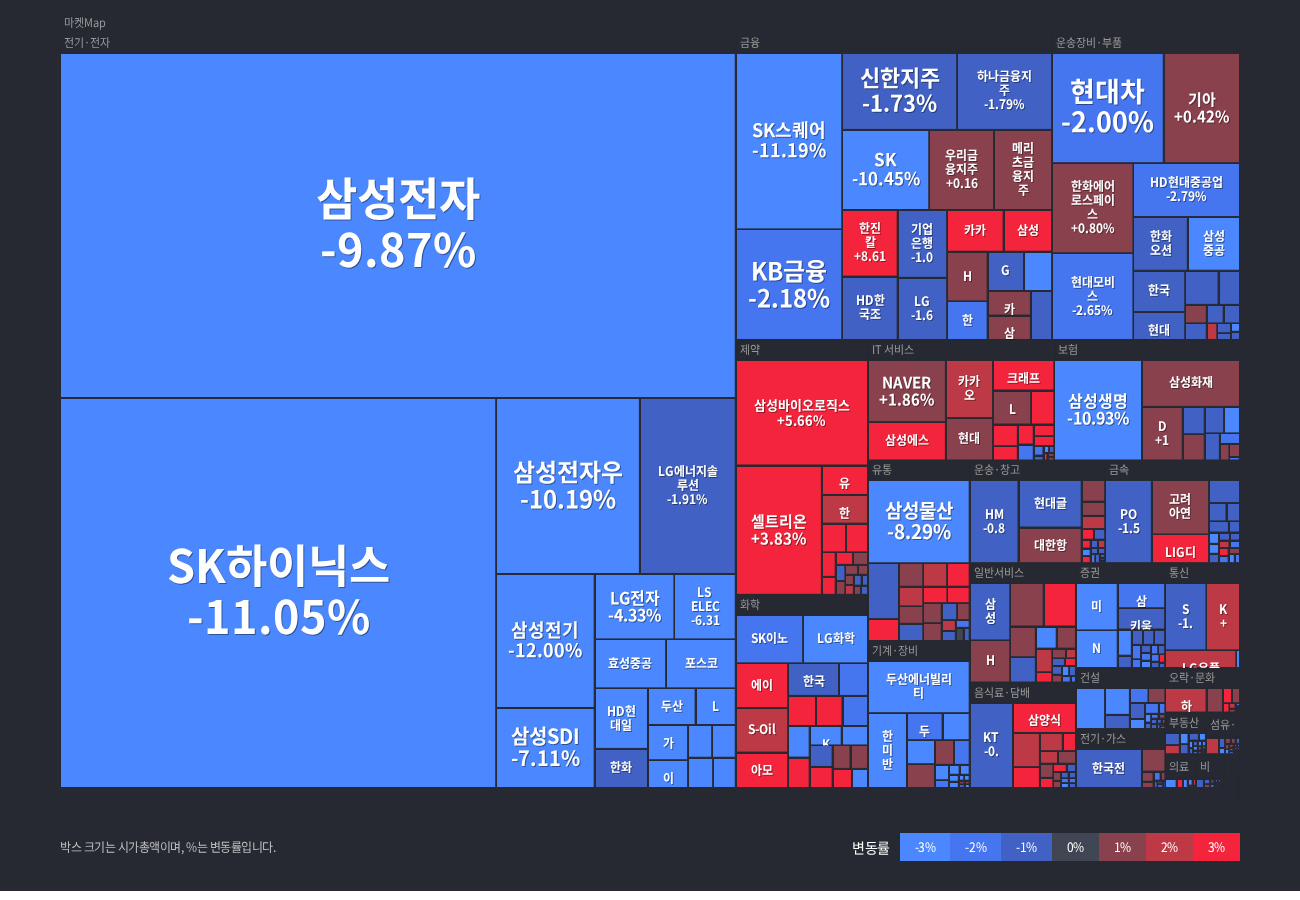 마켓Map
전기·전자
삼성전자
-9.87%
SK하이닉스
-11.05%
삼성전자우
-10.19%
LG에너지솔
루션
-1.91%
삼성전기
-12.00%
LG전자
-4.33%
LS
ELEC
-6.31
효성중공
포스코
삼성SDI
-7.11%
HD현
대일
두산
L
가
한화
이
금융
SK스퀘어
-11.19%
신한지주
-1.73%
하나금융지
주
-1.79%
SK
-10.45%
우리금
융지주
+0.16
메리
츠금
융지
주
KB금융
-2.18%
한진
칼
+8.61
기업
은행
-1.0
카카
삼성
H
G
HD한
국조
LG
-1.6
한
카
삼
운송장비·부품
현대차
-2.00%
기아
+0.42%
한화에어
로스페이
스
+0.80%
HD현대중공업
-2.79%
한화
오션
삼성
중공
현대모비
스
-2.65%
한국
현대
제약
삼성바이오로직스
+5.66%
셀트리온
+3.83%
유
한
IT 서비스
NAVER
+1.86%
카카
오
크래프
L
삼성에스
현대
보험
삼성생명
-10.93%
삼성화재
D
+1
유통
삼성물산
-8.29%
운송·창고
HM
-0.8
현대글
대한항
금속
PO
-1.5
고려
아연
LIG디
화학
SK이노
LG화학
에이
한국
S-Oil
K
아모
기계·장비
두산에너빌리
티
한
미
반
두
일반서비스
삼
성
H
증권
미
삼
키움
N
통신
S
-1.
K
+
LG유플
음식료·담배
KT
-0.
삼양식
건설
오락·문화
하
전기·가스
한국전
부동산
섬유·
의료
비
박스 크기는 시가총액이며, %는 변동률입니다.
변동률
-3%
-2%
-1%
0%
1%
2%
3%